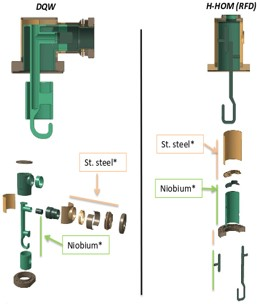 DQW
H-HOM (RFD)
St. steel*
Niobium*
St. steel*
Niobium*